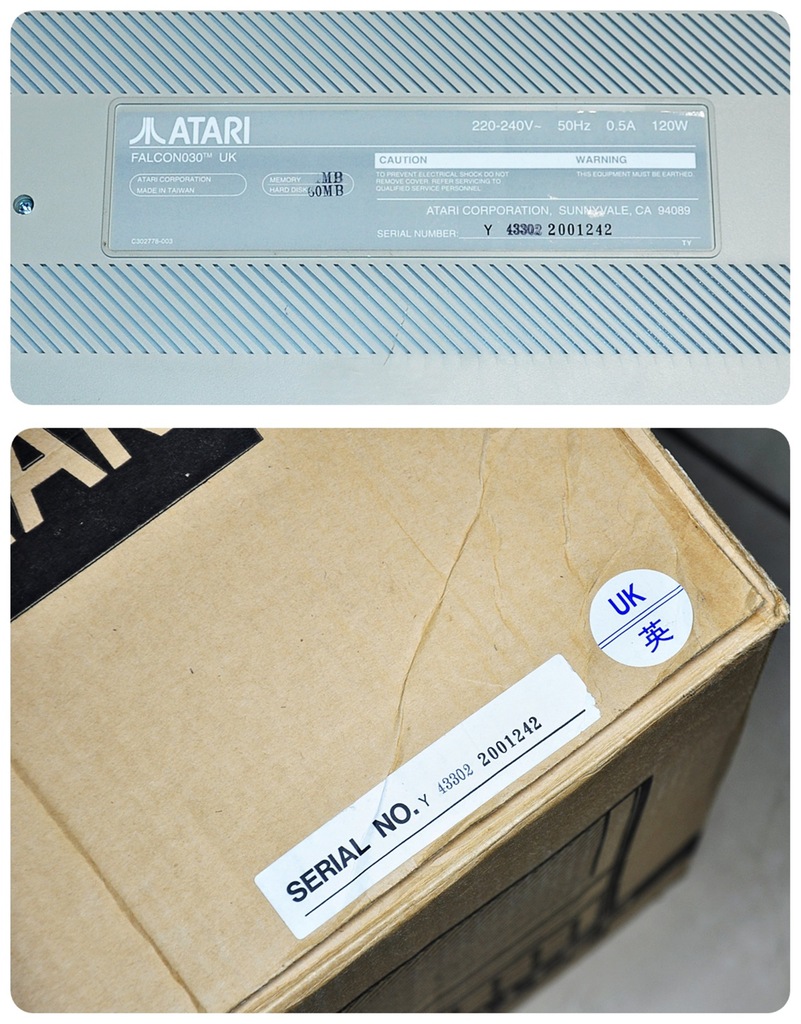 ATARI
220-240V~ 50Hz 0.5A 120W
FALCON030™ UK
CAUTION WARNING
ATARI CORPORATION
MADE IN TAIWAN
MEMORY MB
HARD DISK 60MB
TO PREVENT ELECTRICAL SHOCK DO NOT
REMOVE COVER. REFER SERVICING TO
QUALIFIED SERVICE PERSONNEL.
THIS EQUIPMENT MUST BE EARTHED.
ATARI CORPORATION, SUNNYVALE, CA 94089
SERIAL NUMBER: Y 43302 2001242
C302778-003
TY
UK
英
SERIAL NO. Y 43302 2001242